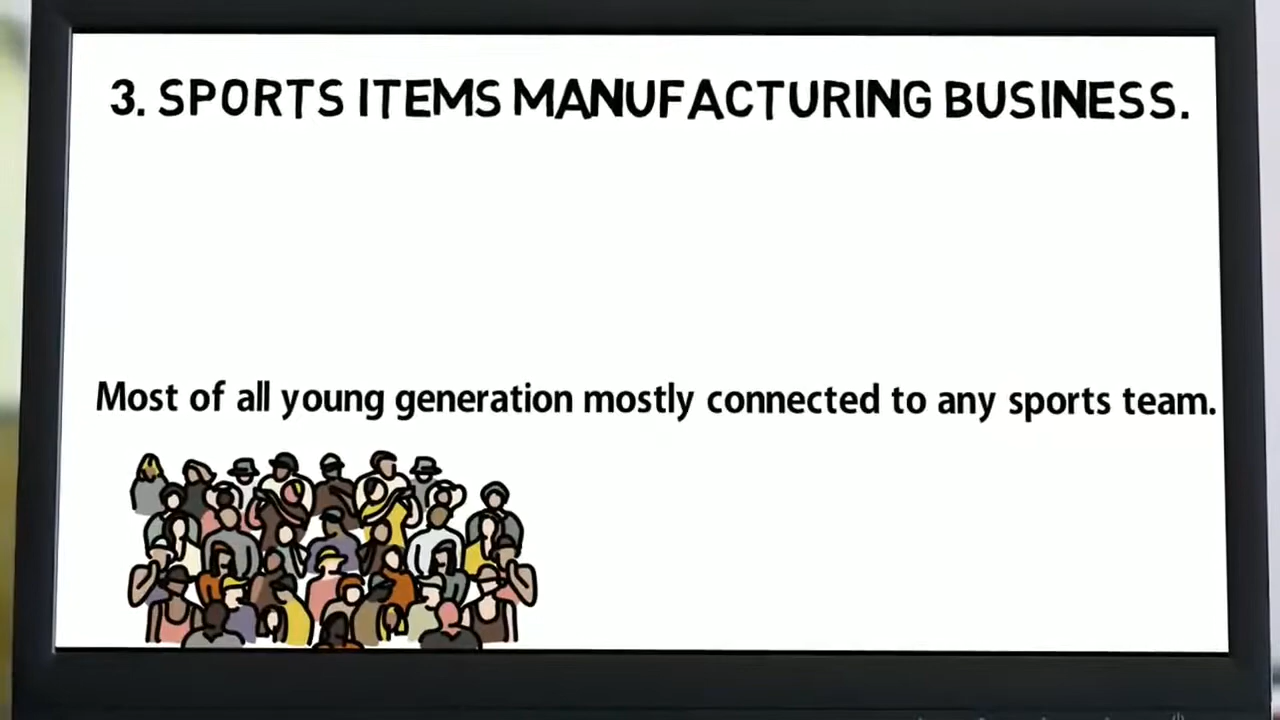 3. SPORTS ITEMS MANUFACTURING BUSINESS.
Most of all young generation mostly connected to any sports team.